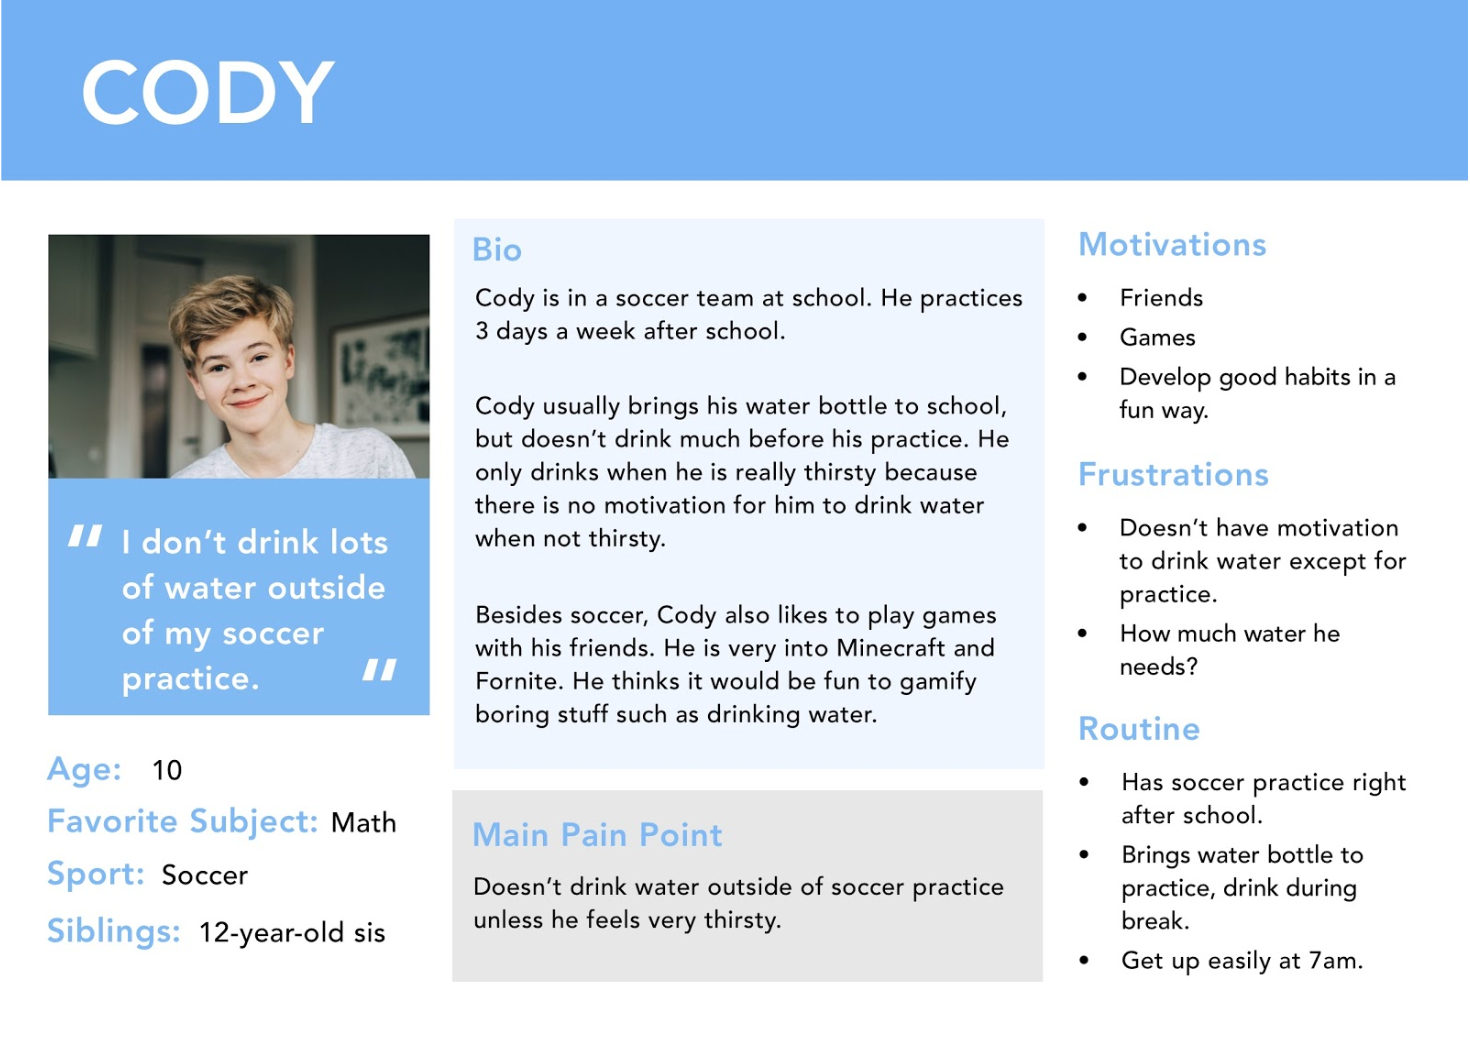 CODY
“ I don’t drink lots
of water outside
of my soccer
practice. “
Age: 10
Favorite Subject: Math
Sport: Soccer
Siblings: 12-year-old sis
Bio
Cody is in a soccer team at school. He practices
3 days a week after school.
Cody usually brings his water bottle to school,
but doesn’t drink much before his practice. He
only drinks when he is really thirsty because
there is no motivation for him to drink water
when not thirsty.
Besides soccer, Cody also likes to play games
with his friends. He is very into Minecraft and
Fornite. He thinks it would be fun to gamify
boring stuff such as drinking water.
Main Pain Point
Doesn’t drink water outside of soccer practice
unless he feels very thirsty.
Motivations
• Friends
• Games
• Develop good habits in a
fun way.
Frustrations
• Doesn’t have motivation
to drink water except for
practice.
• How much water he
needs?
Routine
• Has soccer practice right
after school.
• Brings water bottle to
practice, drink during
break.
• Get up easily at 7am.